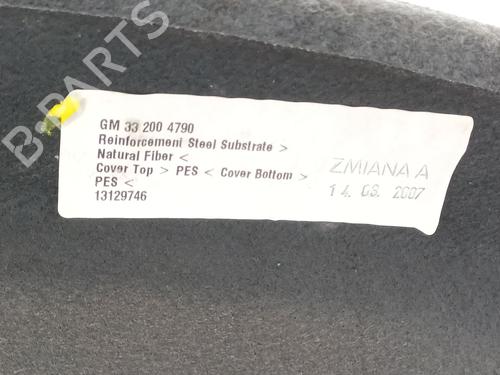 B-PARTS
GM 33 200 4790
Reinforcement Steel Substrate >
Natural Fiber <
Cover Top > PES < Cover Bottom >
PES <
13129746
ZMIANA A
14. 06. 2007